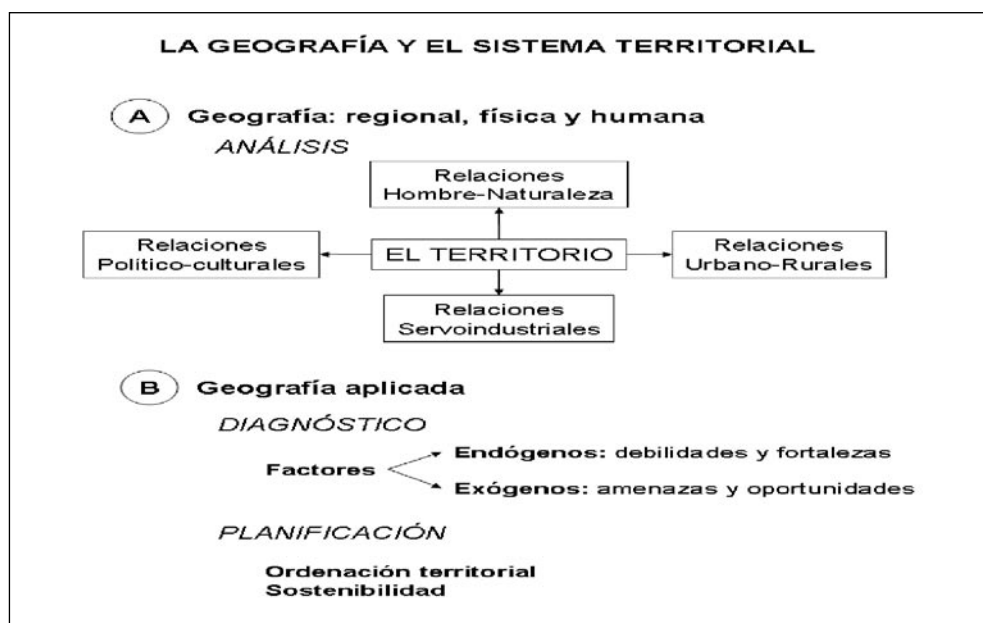 LA GEOGRAFÍA Y EL SISTEMA TERRITORIAL
A Geografía: regional, física y humana
ANÁLISIS
Relaciones
Hombre-Naturaleza
Relaciones
Político-culturales
EL TERRITORIO
Relaciones
Urbano-Rurales
Relaciones
Servoindustriales
B Geografía aplicada
DIAGNÓSTICO
Factores
Endógenos: debilidades y fortalezas
Exógenos: amenazas y oportunidades
PLANIFICACIÓN
Ordenación territorial
Sostenibilidad